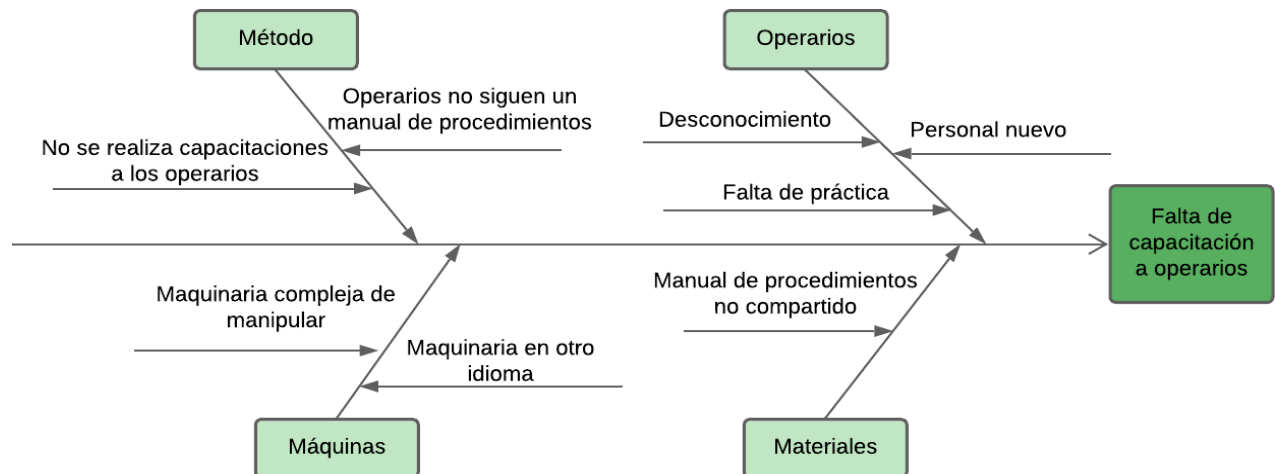 Método
Operarios
Operarios no siguen un
manual de procedimientos
No se realiza capacitaciones
a los operarios
Desconocimiento
Personal nuevo
Falta de práctica
Falta de
capacitación
a operarios
Maquinaria compleja de
manipular
Maquinaria en otro
idioma
Manual de procedimientos
no compartido
Máquinas
Materiales